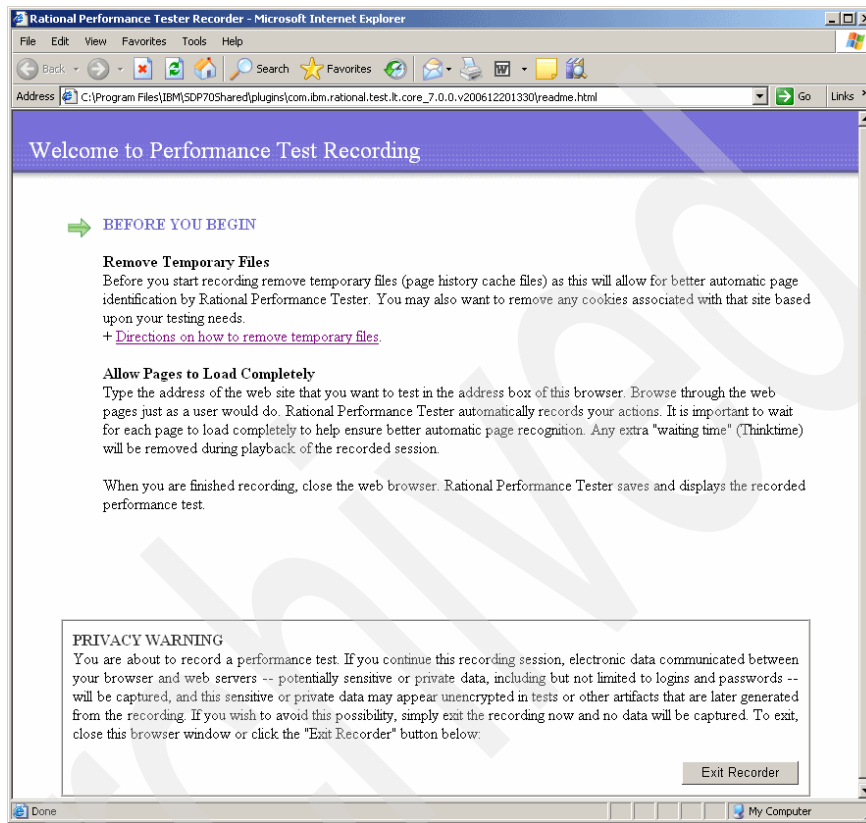 Rational Performance Tester Recorder - Microsoft Internet Explorer
File Edit View Favorites Tools Help
Back Search Favorites
Address C:\Program Files\IBM\SDP70Shared\plugins\com.ibm.rational.test.lt.core_7.0.0.v200612201330\readme.html Go Links »
Welcome to Performance Test Recording
BEFORE YOU BEGIN
Remove Temporary Files
Before you start recording remove temporary files (page history cache files) as this will allow for better automatic page
identification by Rational Performance Tester. You may also want to remove any cookies associated with that site based
upon your testing needs.
+ Directions on how to remove temporary files.
Allow Pages to Load Completely
Type the address of the web site that you want to test in the address box of this browser. Browse through the web
pages just as a user would do. Rational Performance Tester automatically records your actions. It is important to wait
for each page to load completely to help ensure better automatic page recognition. Any extra "waiting time" (Thinktime)
will be removed during playback of the recorded session.
When you are finished recording, close the web browser. Rational Performance Tester saves and displays the recorded
performance test.
PRIVACY WARNING
You are about to record a performance test. If you continue this recording session, electronic data communicated between
your browser and web servers -- potentially sensitive or private data, including but not limited to logins and passwords --
will be captured, and this sensitive or private data may appear unencrypted in tests or other artifacts that are later generated
from the recording. If you wish to avoid this possibility, simply exit the recording now and no data will be captured. To exit,
close this browser window or click the "Exit Recorder" button below:
Exit Recorder
Done My Computer
rchived